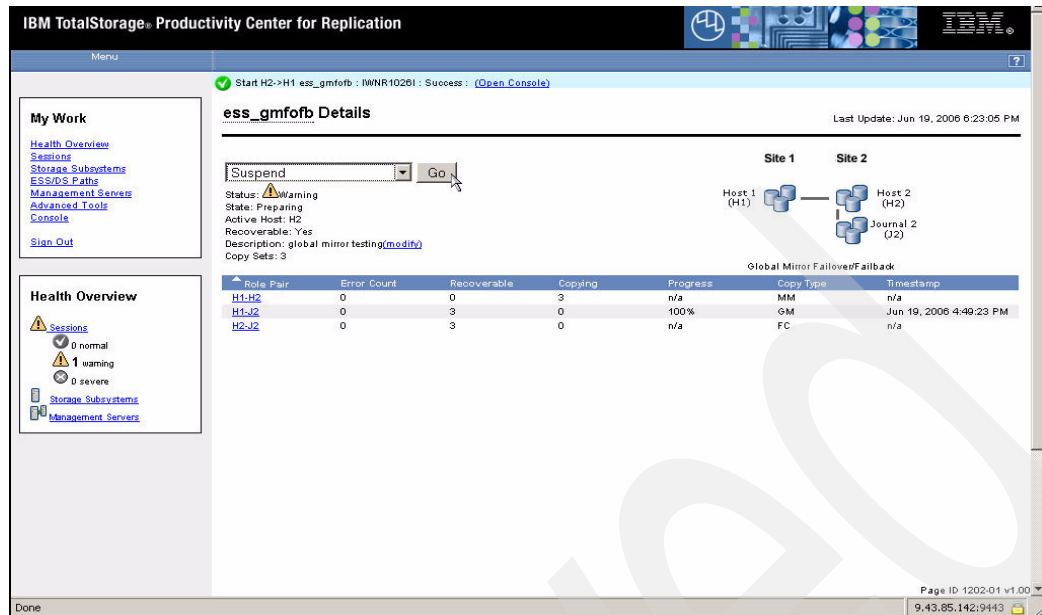 IBM TotalStorage® Productivity Center for Replication
IBM®
Menu
?
Start H2->H1 ess_gmfofb : IWNR1026I : Success : (Open Console)
My Work
Health Overview
Sessions
Storage Subsystems
ESS/DS Paths
Management Servers
Advanced Tools
Console
Sign Out
Health Overview
Sessions
0 normal
1 warning
0 severe
Storage Subsystems
Management Servers
ess_gmfofb Details
Last Update: Jun 19, 2006 6:23:05 PM
Suspend
Go
Status: Warning
State: Preparing
Active Host: H2
Recoverable: Yes
Description: global mirror testing(modify)
Copy Sets: 3
Site 1 Site 2
Host 1 (H1)
Host 2 (H2)
Journal 2 (J2)
Global Mirror Failover/Failback
Role Pair Error Count Recoverable Copying Progress Copy Type Timestamp
H1-H2 0 0 3 n/a MM n/a
H1-J2 0 3 0 100% GM Jun 19, 2006 4:49:23 PM
H2-J2 0 3 0 n/a FC n/a
Page ID 1202-01 v1.00
Done
9.43.85.142:9443